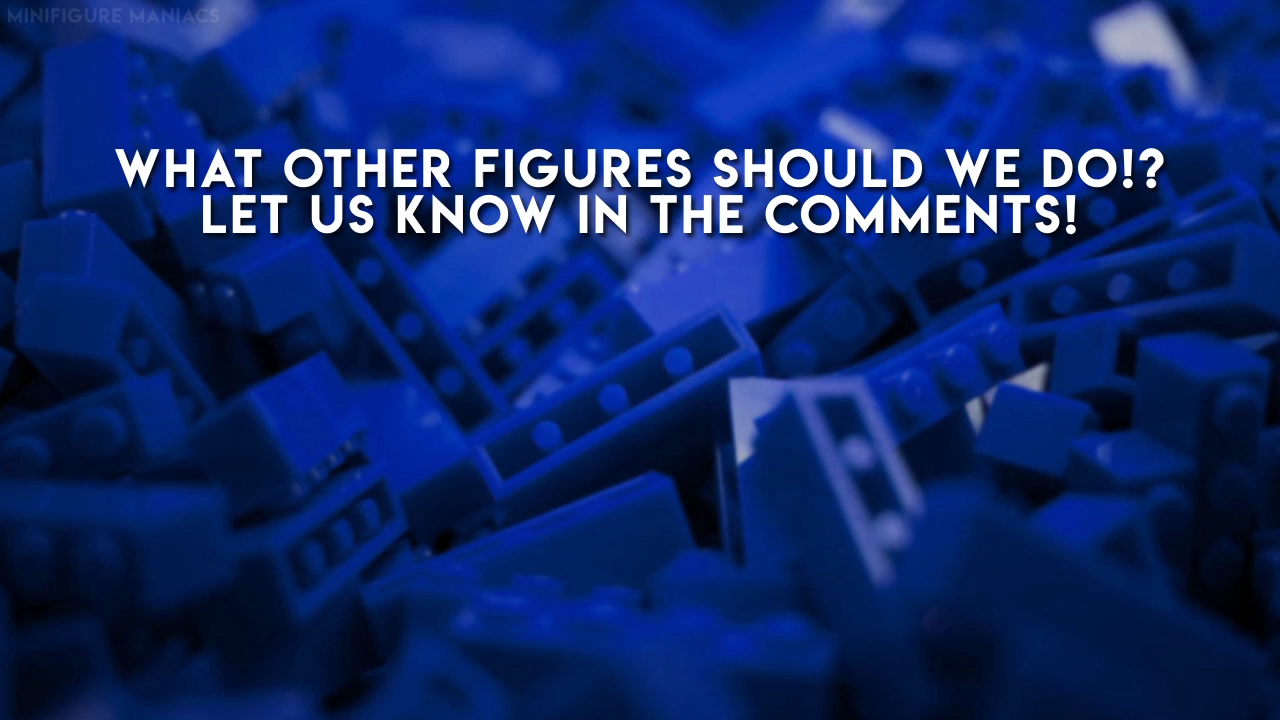 MINIFIGURE MANIACS
WHAT OTHER FIGURES SHOULD WE DO!?
LET US KNOW IN THE COMMENTS!